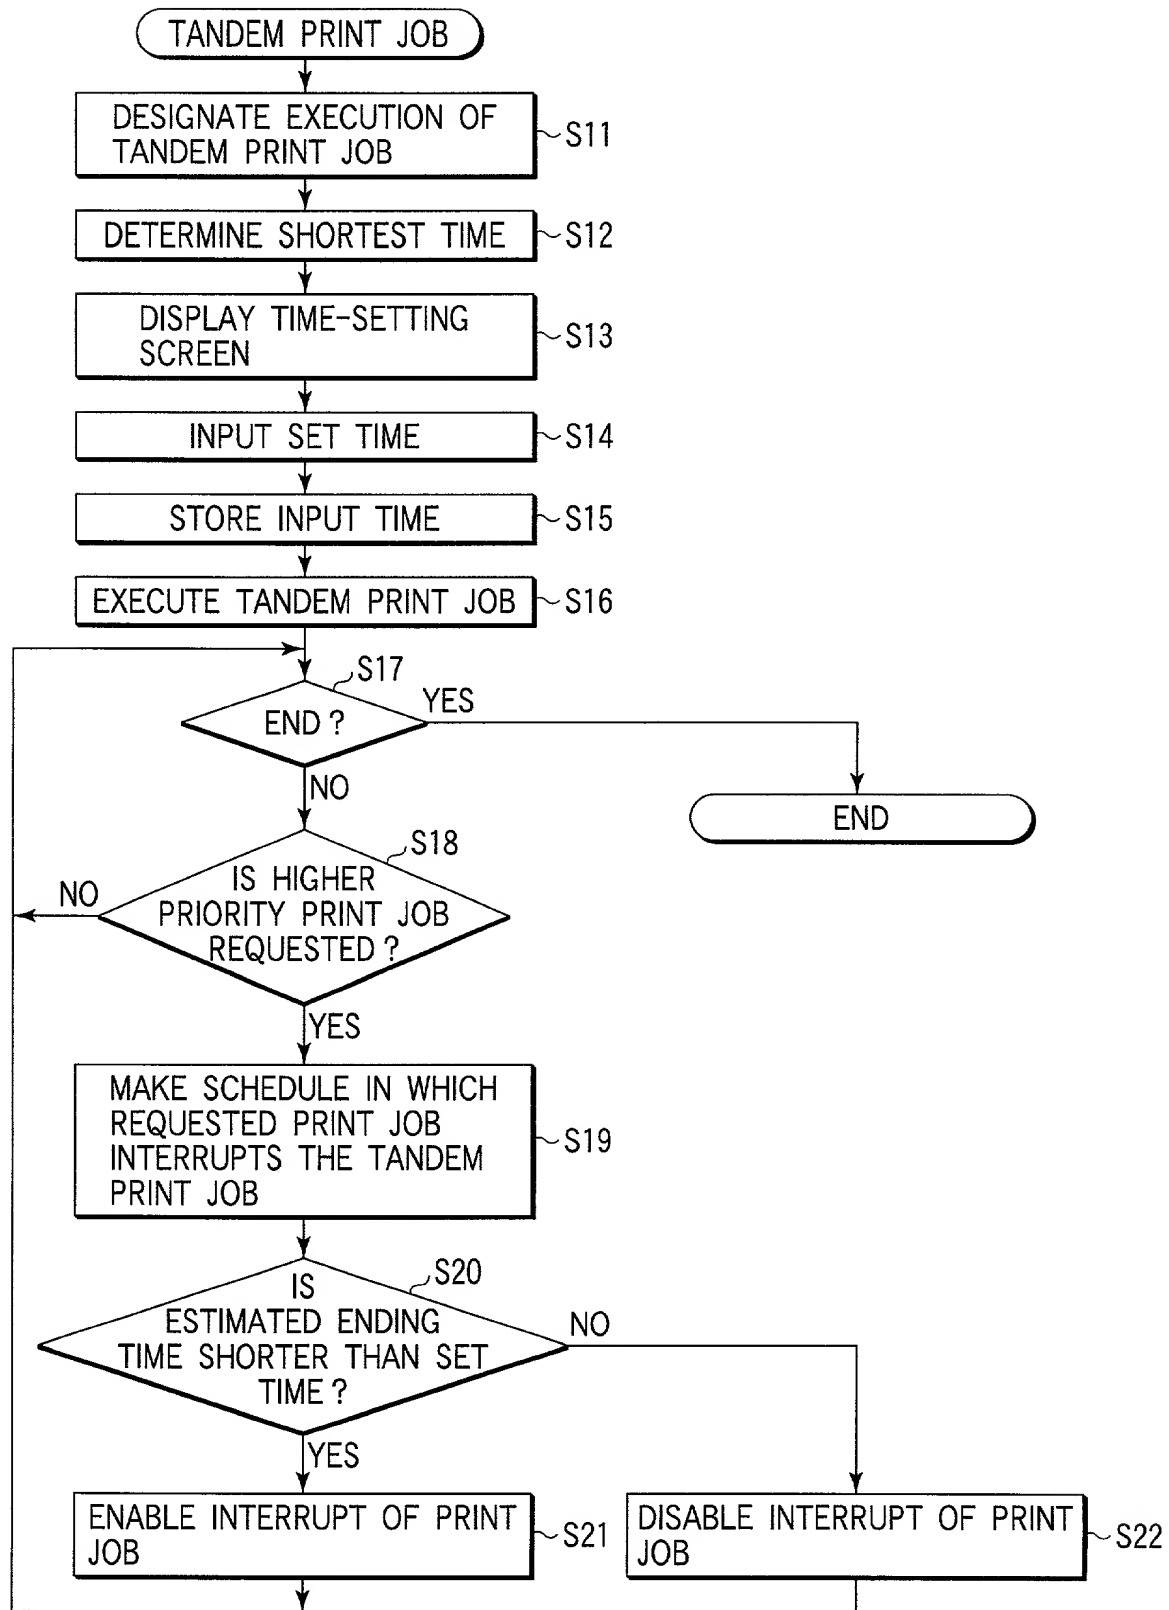 TANDEM PRINT JOB
DESIGNATE EXECUTION OF
TANDEM PRINT JOB
S11
DETERMINE SHORTEST TIME
S12
DISPLAY TIME-SETTING
SCREEN
S13
INPUT SET TIME
S14
STORE INPUT TIME
S15
EXECUTE TANDEM PRINT JOB
S16
S17
END?
YES
NO
END
S18
IS HIGHER
PRIORITY PRINT JOB
REQUESTED?
NO
YES
MAKE SCHEDULE IN WHICH
REQUESTED PRINT JOB
INTERRUPTS THE TANDEM
PRINT JOB
S19
S20
IS
ESTIMATED ENDING
TIME SHORTER THAN SET
TIME?
NO
YES
ENABLE INTERRUPT OF PRINT
JOB
S21
DISABLE INTERRUPT OF PRINT
JOB
S22